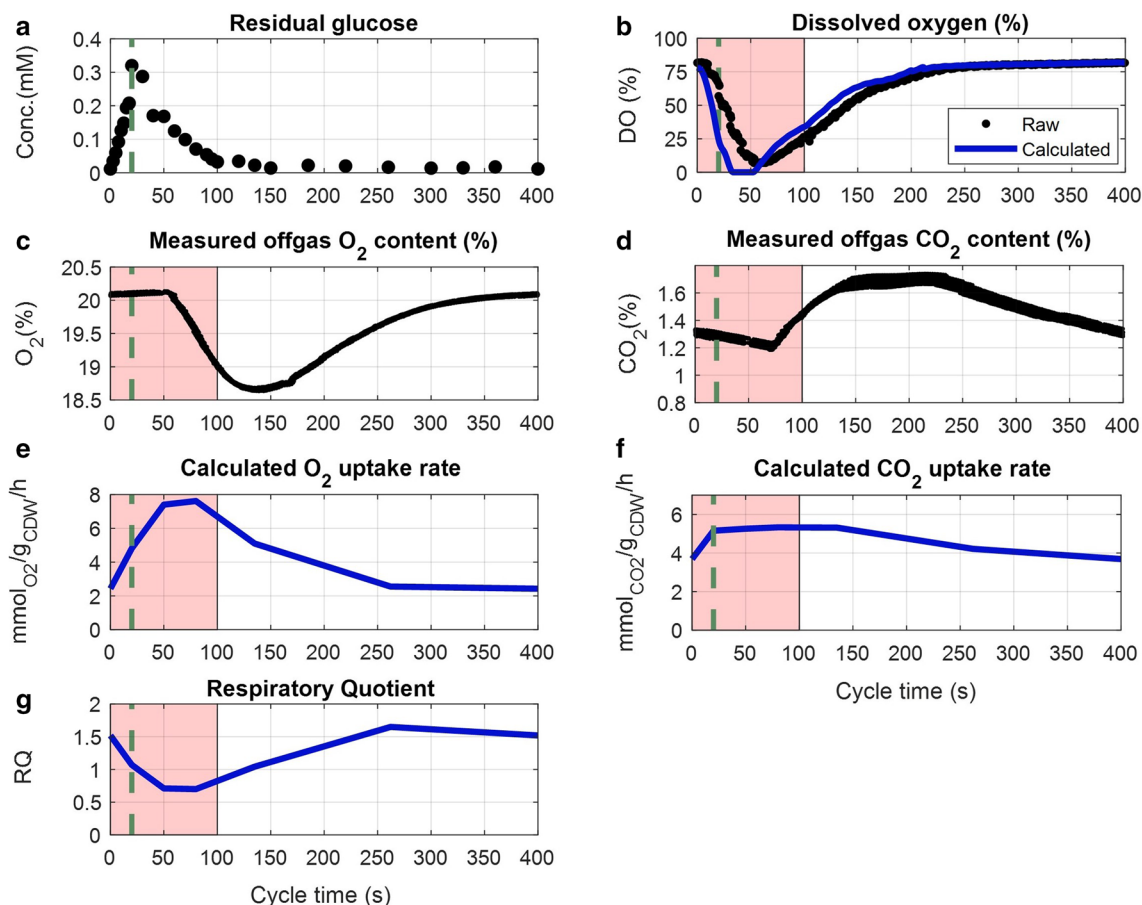 a
Residual glucose
Conc.(mM)
0.4
0.3
0.2
0.1
0
0 50 100 150 200 250 300 350 400
b
Dissolved oxygen (%)
DO (%)
100
75
50
25
0
Raw
Calculated
0 50 100 150 200 250 300 350 400
c
Measured offgas O2 content (%)
O2(%)
20.5
20
19.5
19
18.5
0 50 100 150 200 250 300 350 400
d
Measured offgas CO2 content (%)
CO2(%)
1.6
1.4
1.2
1
0.8
0 50 100 150 200 250 300 350 400
e
Calculated O2 uptake rate
mmolO2/gCDW/h
8
6
4
2
0
0 50 100 150 200 250 300 350 400
f
Calculated CO2 uptake rate
mmolCO2/gCDW/h
6
4
2
0
0 50 100 150 200 250 300 350 400
Cycle time (s)
g
Respiratory Quotient
RQ
2
1.5
1
0.5
0
0 50 100 150 200 250 300 350 400
Cycle time (s)